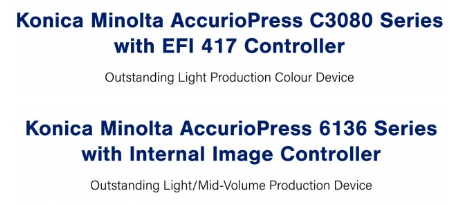 Konica Minolta AccurioPress C3080 Series
with EFI 417 Controller
Outstanding Light Production Colour Device
Konica Minolta AccurioPress 6136 Series
with Internal Image Controller
Outstanding Light/Mid-Volume Production Device